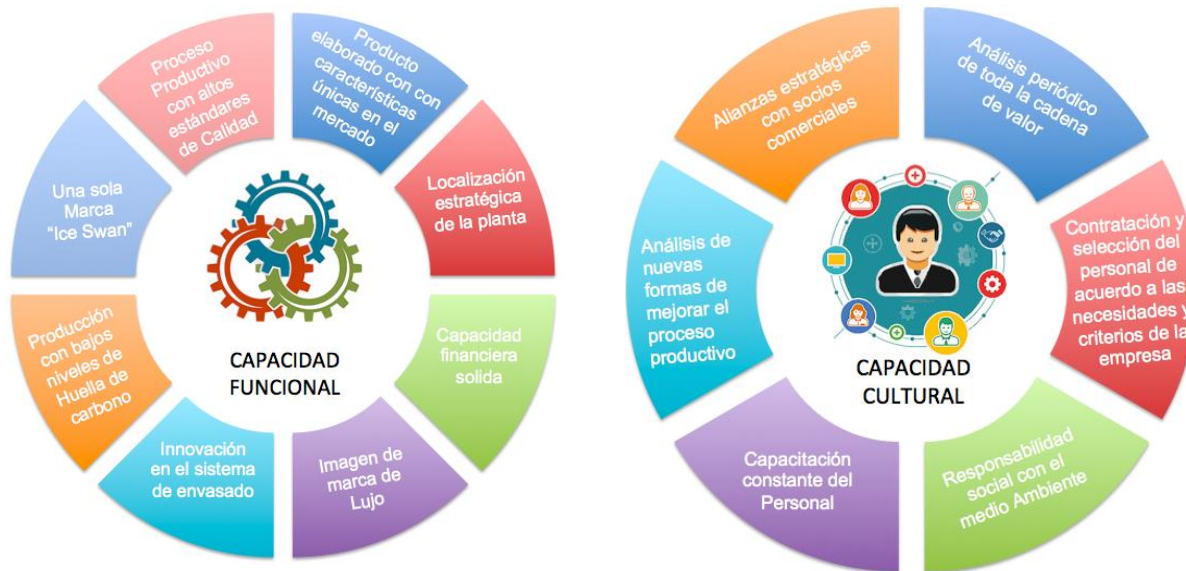 Producto
elaborado con
características
únicas en el
mercado
Localización
estratégica
de la planta
Capacidad
financiera
solida
Imagen de
marca de
Lujo
Innovación
en el sistema
de envasado
Producción
con bajos
niveles de
Huella de
carbono
Una sola
Marca
“Ice Swan”
Proceso
Productivo
con altos
estándares
de Calidad
CAPACIDAD
FUNCIONAL
Análisis periódico
de toda la cadena
de valor
Contratación y
selección del
personal de
acuerdo a las
necesidades y
criterios de la
empresa
Responsabilidad
social con el
medio Ambiente
Capacitación
constante del
Personal
Análisis de
nuevas
formas de
mejorar el
proceso
productivo
Alianzas estratégicas
con socios
comerciales
CAPACIDAD
CULTURAL